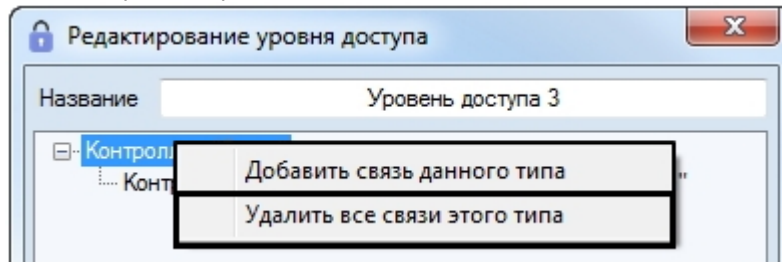 Редактирование уровня доступа
Название Уровень доступа 3
Добавить связь данного типа
Удалить все связи этого типа